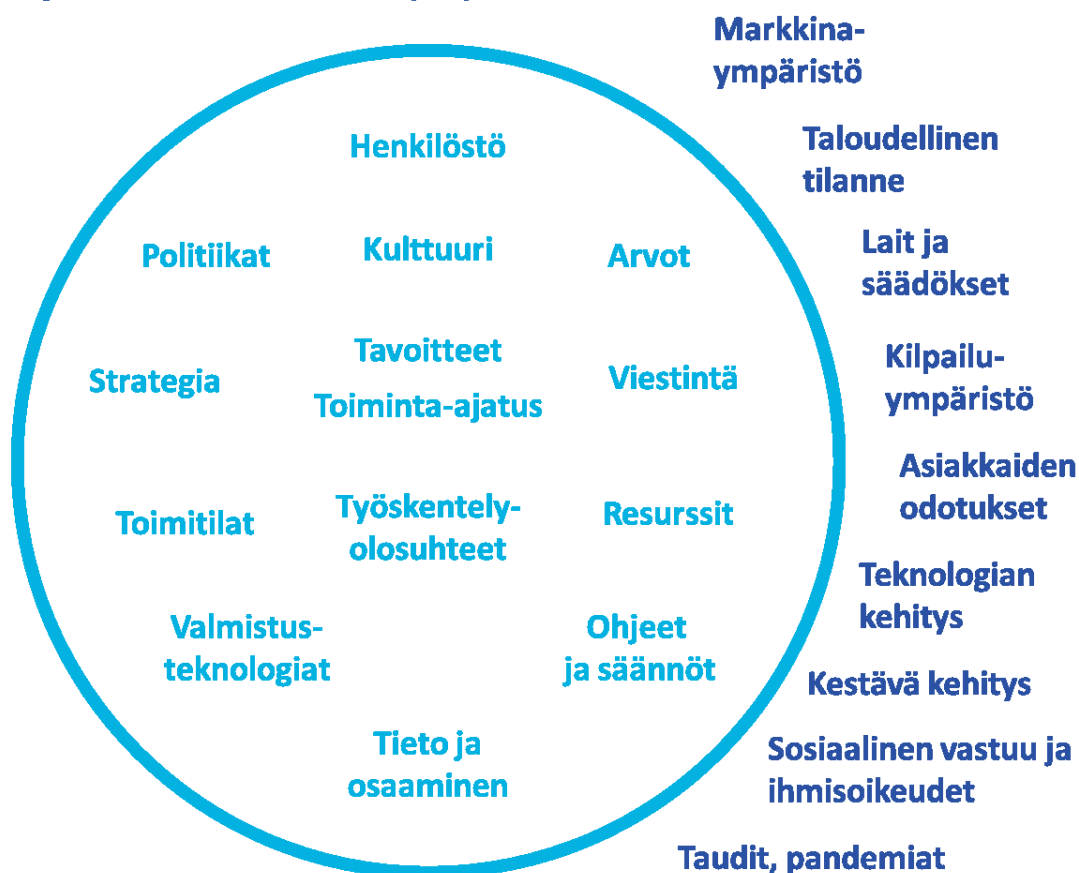 Markkina-
ympäristö
Henkilöstö
Taloudellinen
tilanne
Politiikat
Kulttuuri
Arvot
Lait ja
säädökset
Strategia
Tavoitteet
Toiminta-ajatus
Viestintä
Kilpailu-
ympäristö
Toimitilat
Työskentely-
olosuhteet
Resurssit
Asiakkaiden
odotukset
Valmistus-
teknologiat
Ohjeet
ja säännöt
Teknologian
kehitys
Kestävä kehitys
Tieto ja
osaaminen
Sosiaalinen vastuu ja
ihmisoikeudet
Taudit, pandemiat